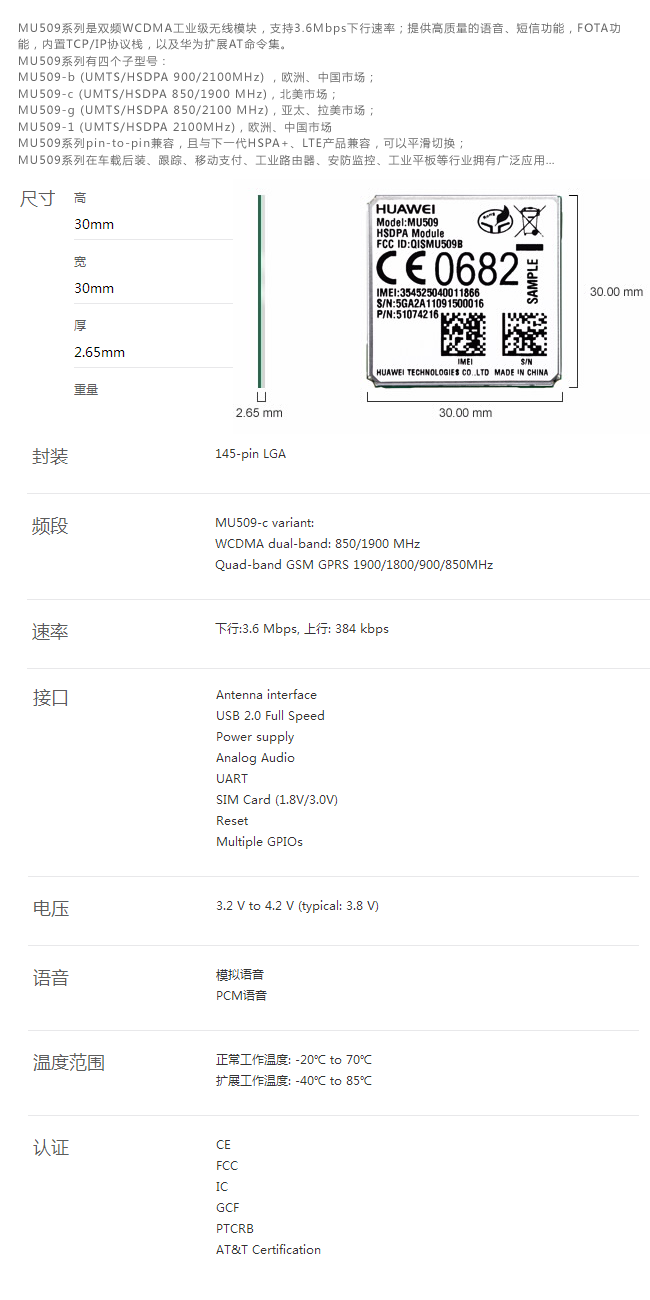 MU509系列是双频WCDMA工业级无线模块，支持3.6Mbps下行速率；提供高质量的语音、短信功能，FOTA功
能，内置TCP/IP协议栈，以及华为扩展AT命令集。
MU509系列有四个子型号：
MU509-b (UMTS/HSDPA 900/2100MHz) ，欧洲、中国市场；
MU509-c (UMTS/HSDPA 850/1900 MHz)，北美市场；
MU509-g (UMTS/HSDPA 850/2100 MHz)，亚太、拉美市场；
MU509-1 (UMTS/HSDPA 2100MHz)，欧洲、中国市场
MU509系列pin-to-pin兼容，且与下一代HSPA+、LTE产品兼容，可以平滑切换；
MU509系列在车载后装、跟踪、移动支付、工业路由器、安防监控、工业平板等行业拥有广泛应用...
尺寸
高
30mm
宽
30mm
厚
2.65mm
重量
HUAWEI
Model:MU509
HSDPA Module
FCC ID:QISMU509B
CE0682
SAMPLE
IMEI:354525040011866
S/N:5GA2A11091500016
P/N:51074216
IMEI
S/N
HUAWEI TECHNOLOGIES CO.,LTD MADE IN CHINA
30.00 mm
2.65 mm
30.00 mm
封装
145-pin LGA
频段
MU509-c variant:
WCDMA dual-band: 850/1900 MHz
Quad-band GSM GPRS 1900/1800/900/850MHz
速率
下行:3.6 Mbps, 上行: 384 kbps
接口
Antenna interface
USB 2.0 Full Speed
Power supply
Analog Audio
UART
SIM Card (1.8V/3.0V)
Reset
Multiple GPIOs
电压
3.2 V to 4.2 V (typical: 3.8 V)
语音
模拟语音
PCM语音
温度范围
正常工作温度: -20℃ to 70℃
扩展工作温度: -40℃ to 85℃
认证
CE
FCC
IC
GCF
PTCRB
AT&T Certification